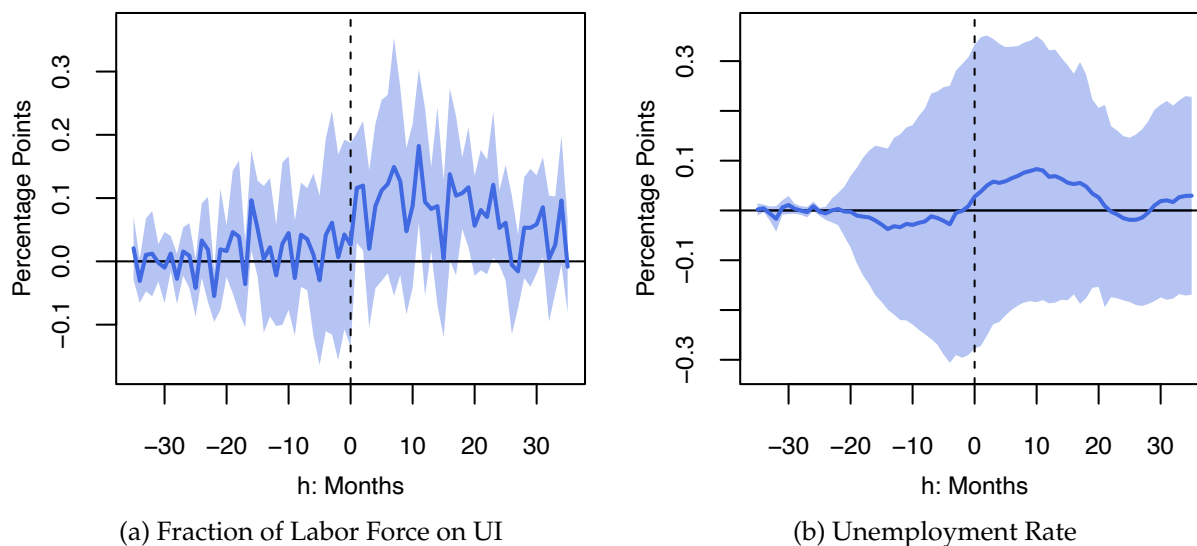 Percentage Points
0.3
0.2
0.1
0.0
−0.1
−30 −20 −10 0 10 20 30
h: Months
(a) Fraction of Labor Force on UI
Percentage Points
0.3
0.1
−0.1
−0.3
−30 −20 −10 0 10 20 30
h: Months
(b) Unemployment Rate